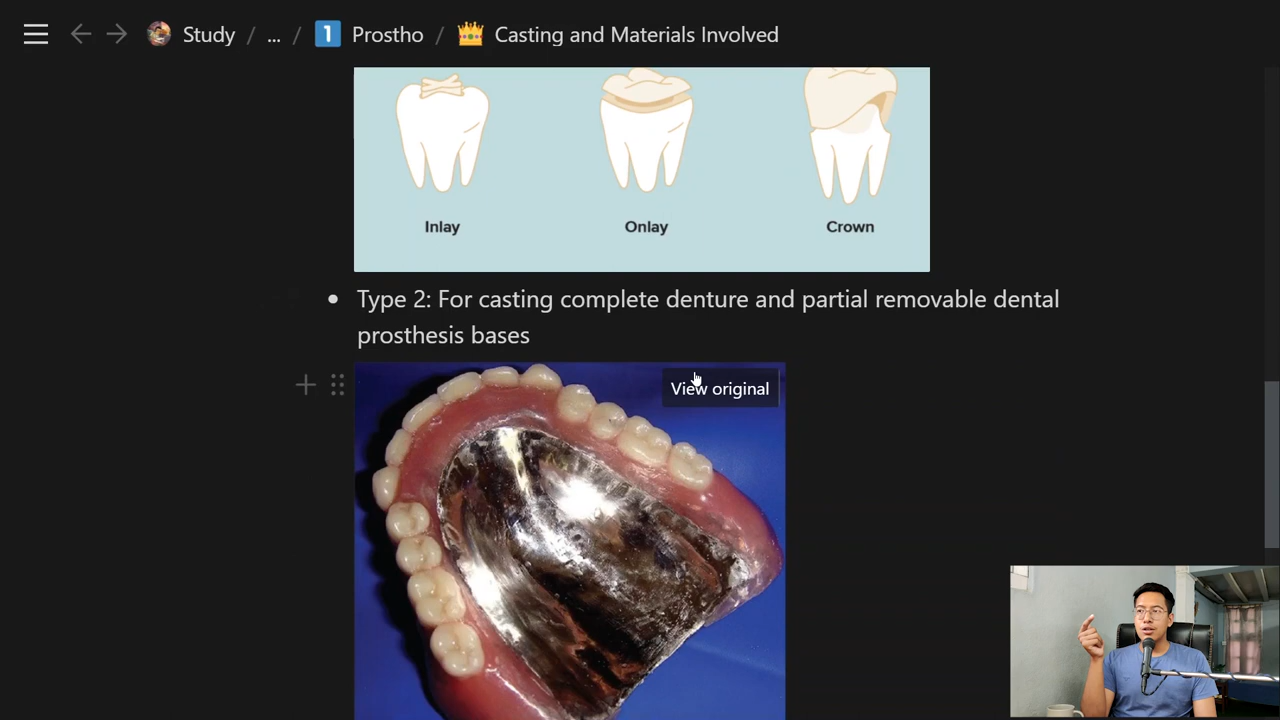 Study / ... / 1 Prostho / Casting and Materials Involved
Inlay Onlay Crown
Type 2: For casting complete denture and partial removable dental
prosthesis bases
View original